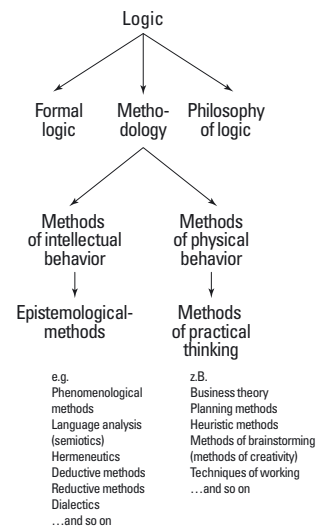 Logic
Formal
logic
Metho-
dology
Philosophy
of logic
Methods
of intellectual
behavior
Methods
of physical
behavior
Epistemological-
methods
Methods
of practical
thinking
e.g.
Phenomenological
methods
Language analysis
(semiotics)
Hermeneutics
Deductive methods
Reductive methods
Dialectics
…and so on
z.B.
Business theory
Planning methods
Heuristic methods
Methods of brainstorming
(methods of creativity)
Techniques of working
…and so on